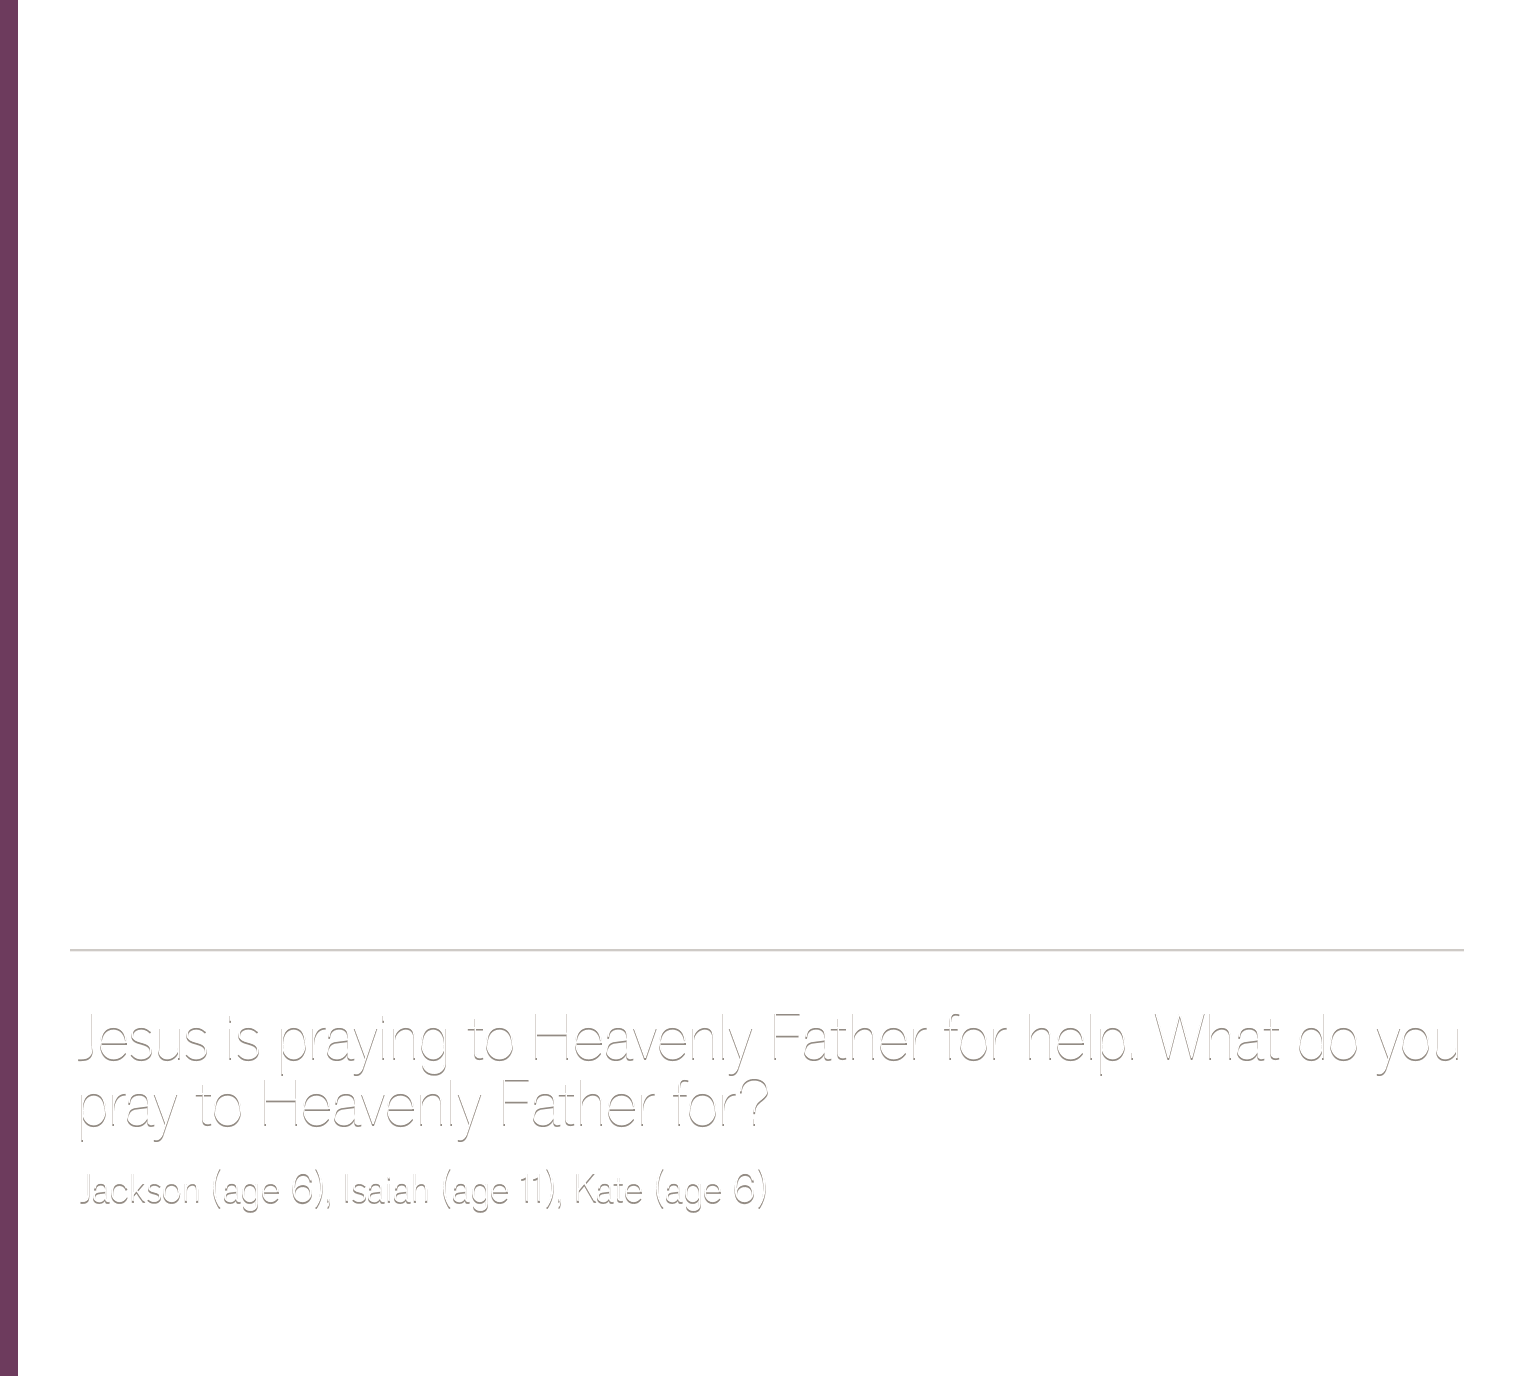 Jesus is praying to Heavenly Father for help. What do you
pray to Heavenly Father for?
Jackson (age 6), Isaiah (age 11), Kate (age 6)